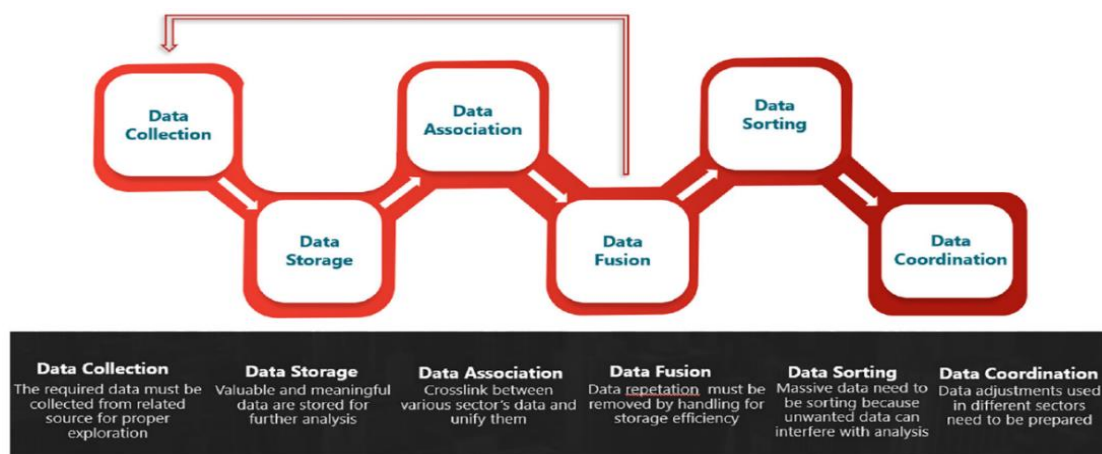 Data
Collection
Data
Storage
Data
Association
Data
Fusion
Data
Sorting
Data
Coordination
Data Collection
The required data must be
collected from related
source for proper
exploration
Data Storage
Valuable and meaningful
data are stored for
further analysis
Data Association
Crosslink between
various sector's data and
unify them
Data Fusion
Data repetation must be
removed by handling for
storage efficiency
Data Sorting
Massive data need to
be sorting because
unwanted data can
interfere with analysis
Data Coordination
Data adjustments used
in different sectors
need to be prepared